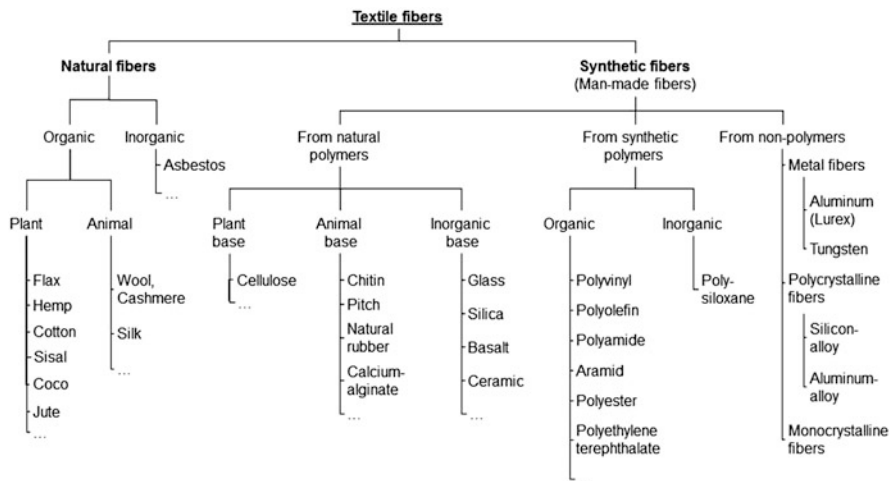 Textile fibers
Natural fibers
Synthetic fibers
(Man-made fibers)
Organic
Inorganic
From natural
polymers
From synthetic
polymers
From non-polymers
Asbestos
...
Metal fibers
Aluminum
(Lurex)
Tungsten
Plant
Animal
Plant
base
Animal
base
Inorganic
base
Organic
Inorganic
Flax
Hemp
Cotton
Sisal
Coco
Jute
...
Wool,
Cashmere
Silk
...
Cellulose
...
Chitin
Pitch
Natural
rubber
Calcium-
alginate
...
Glass
Silica
Basalt
Ceramic
...
Polyvinyl
Polyolefin
Polyamide
Aramid
Polyester
Polyethylene
terephthalate
Poly-
siloxane
Polycrystalline
fibers
Silicon-
alloy
Aluminum-
alloy
Monocrystalline
fibers